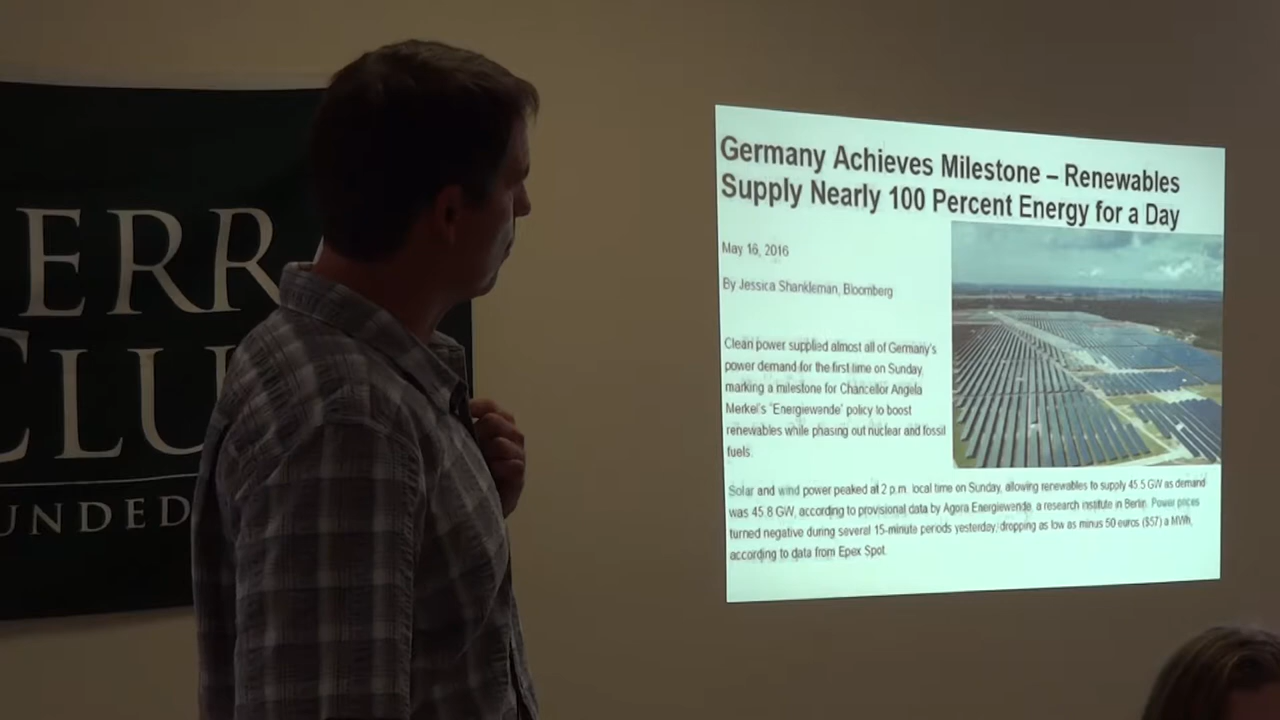 ERR
CLU
UNDED
Germany Achieves Milestone – Renewables
Supply Nearly 100 Percent Energy for a Day
May 16, 2016
By Jessica Shankleman, Bloomberg
Clean power supplied almost all of Germany's
power demand for the first time on Sunday
marking a milestone for Chancellor Angela
Merkel's "Energiewende" policy to boost
renewables while phasing out nuclear and fossil
fuels.
Solar and wind power peaked at 2 p.m. local time on Sunday, allowing renewables to supply 45.5 GW as demand
was 45.8 GW, according to provisional data by Agora Energiewende, a research institute in Berlin. Power prices
turned negative during several 15-minute periods yesterday, dropping as low as minus 50 euros ($57) a MWh,
according to data from Epex Spot.